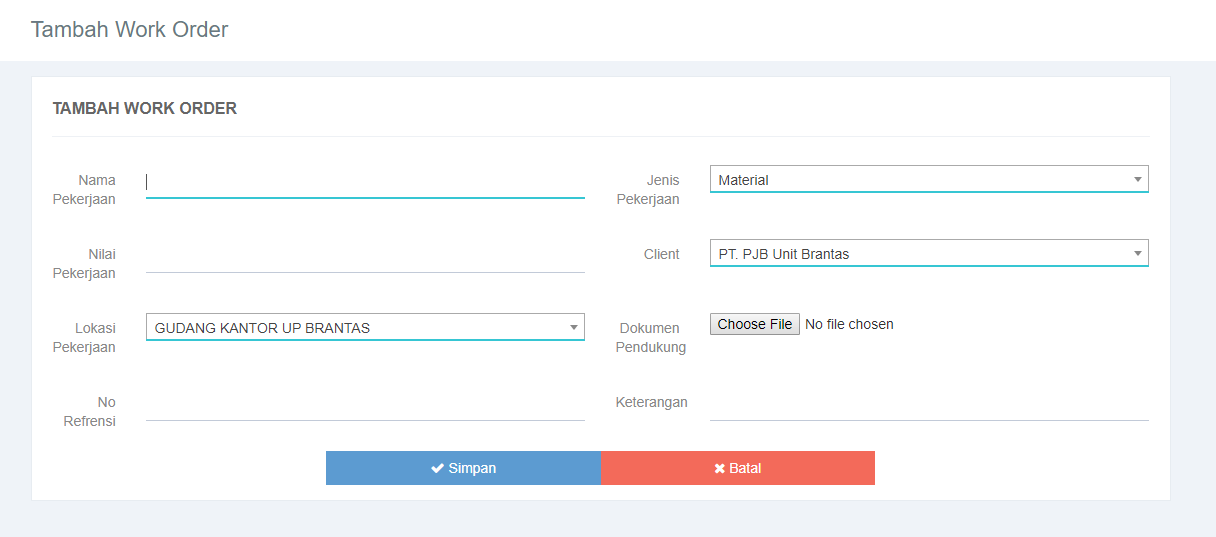 Tambah Work Order
TAMBAH WORK ORDER
Nama
Pekerjaan
Jenis
Pekerjaan
Material
Nilai
Pekerjaan
Client
PT. PJB Unit Brantas
Lokasi
Pekerjaan
GUDANG KANTOR UP BRANTAS
Dokumen
Pendukung
Choose File No file chosen
No
Refrensi
Keterangan
Simpan
Batal